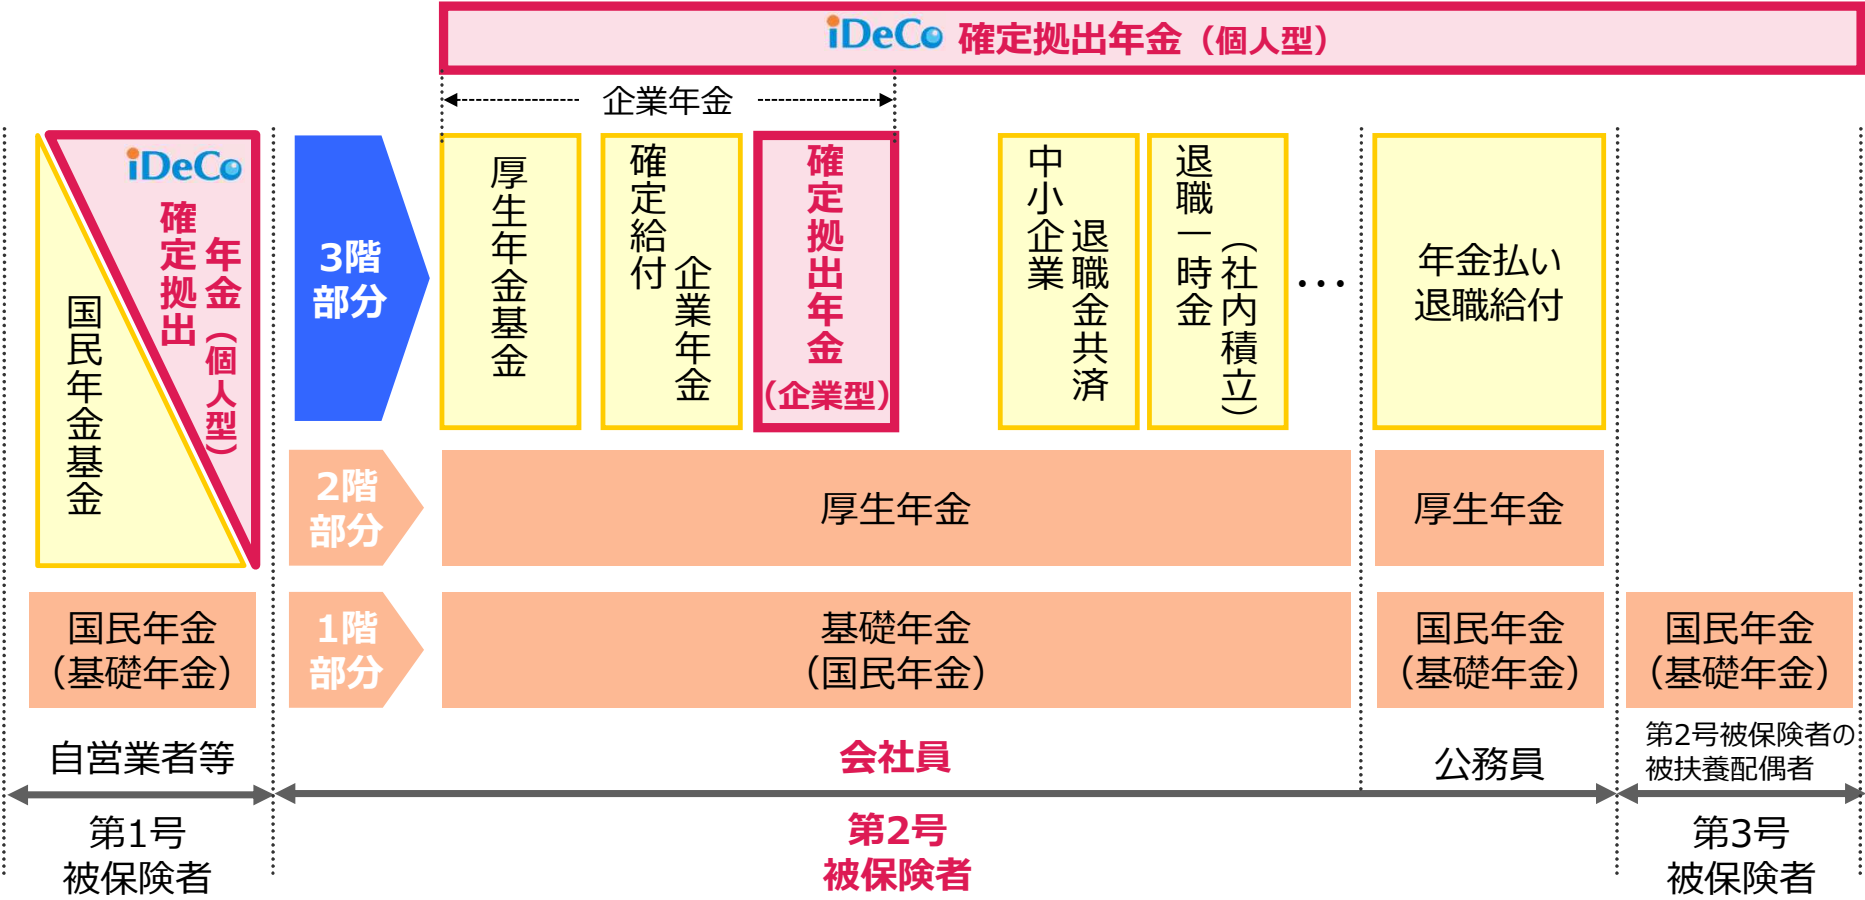 iDeCo 確定拠出年金（個人型）
企業年金
iDeCo
確定拠出
年金（個人型）
国民年金基金
3階
部分
厚生年金基金
確定給付
企業年金
確定拠出年金
（企業型）
中小企業
退職金共済
退職一時金
（社内積立）
…
年金払い
退職給付
2階
部分
厚生年金
厚生年金
国民年金
（基礎年金）
1階
部分
基礎年金
（国民年金）
国民年金
（基礎年金）
国民年金
（基礎年金）
自営業者等
会社員
公務員
第2号被保険者の
被扶養配偶者
第1号
被保険者
第2号
被保険者
第3号
被保険者